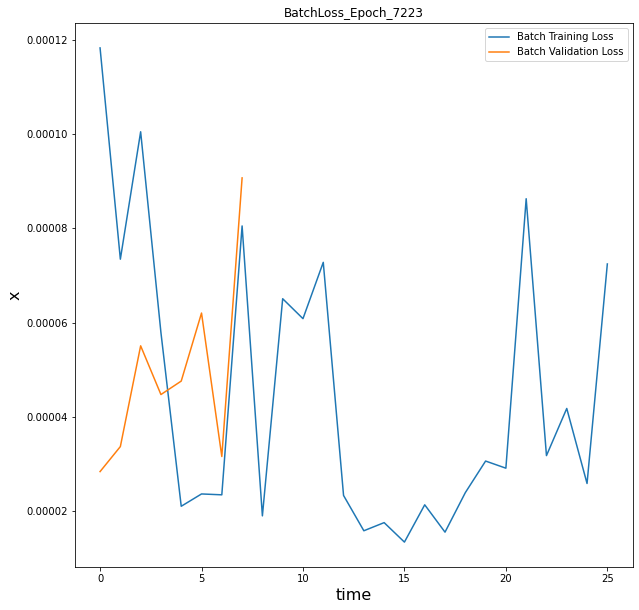 BatchLoss_Epoch_7223
Batch Training Loss
Batch Validation Loss
0.00012
0.00010
0.00008
0.00006
0.00004
0.00002
x
0 5 10 15 20 25
time